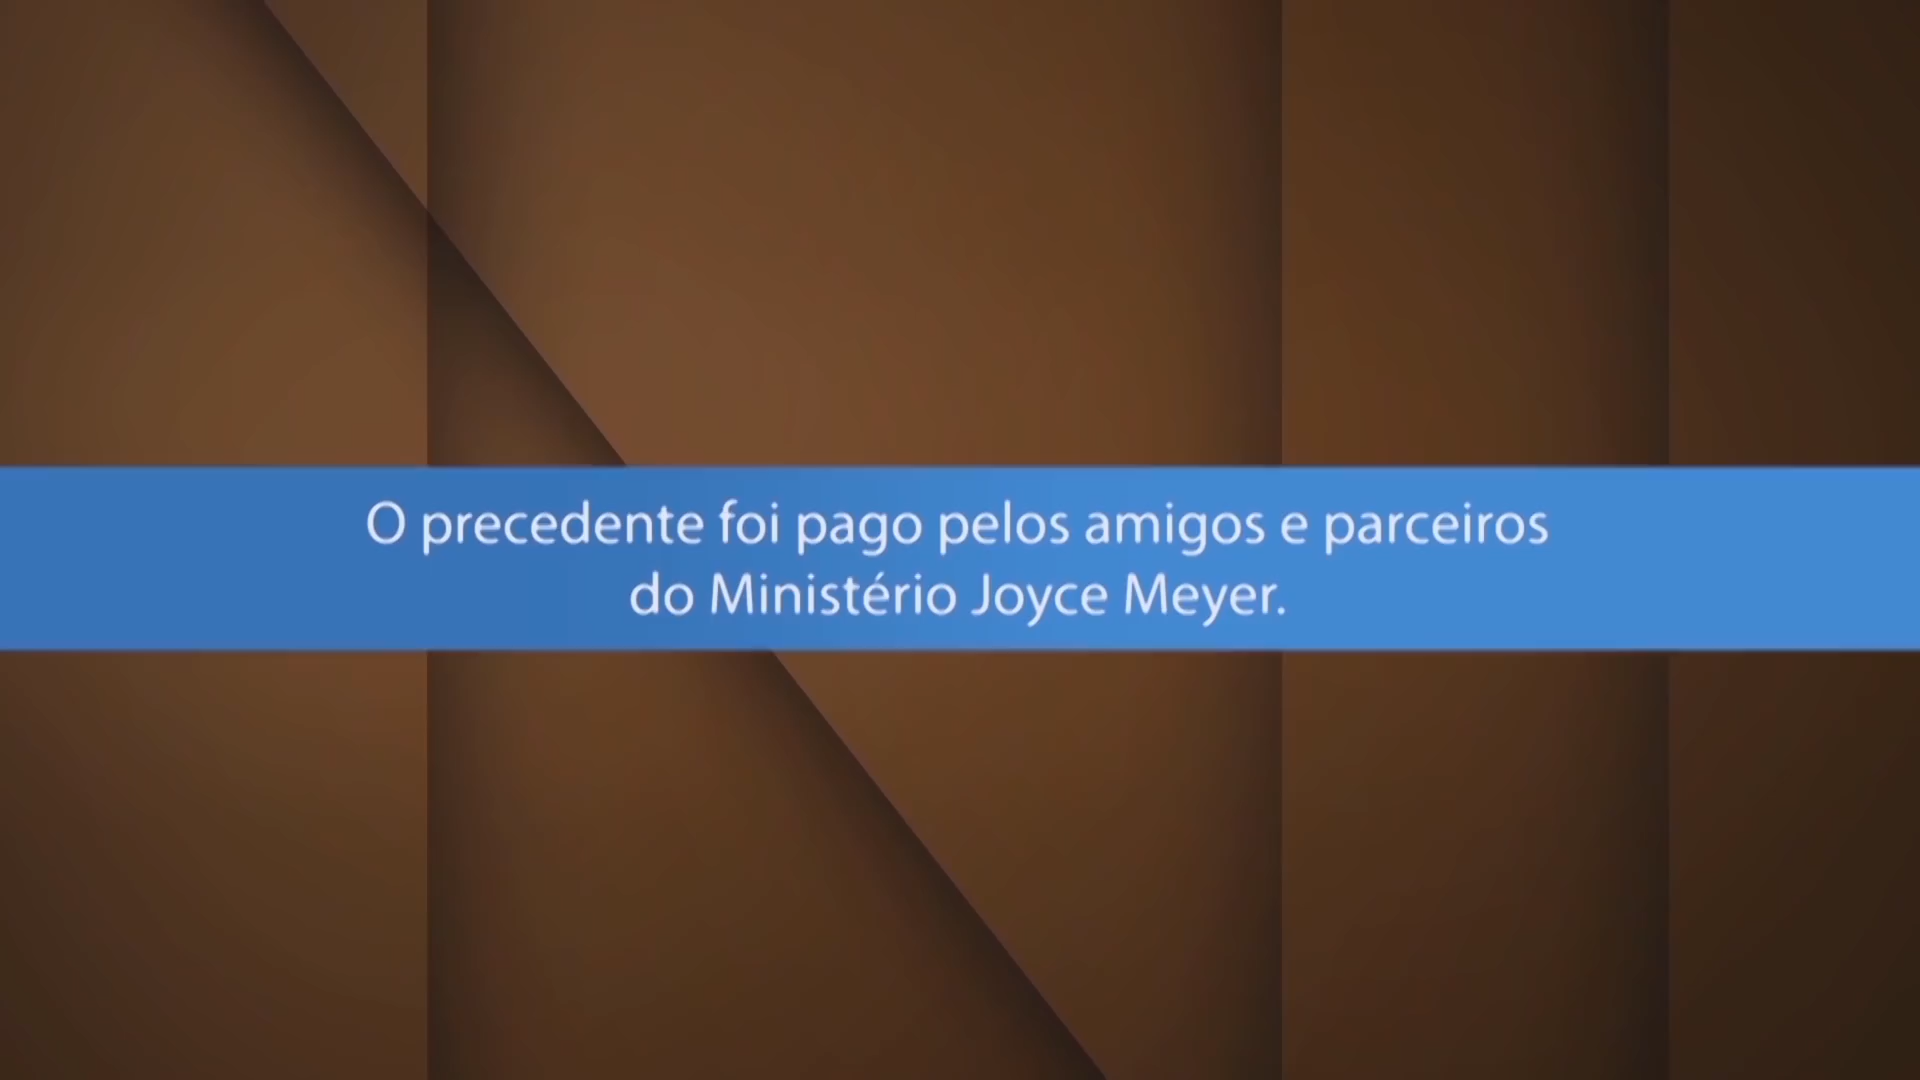 O precedente foi pago pelos amigos e parceiros
do Ministério Joyce Meyer.